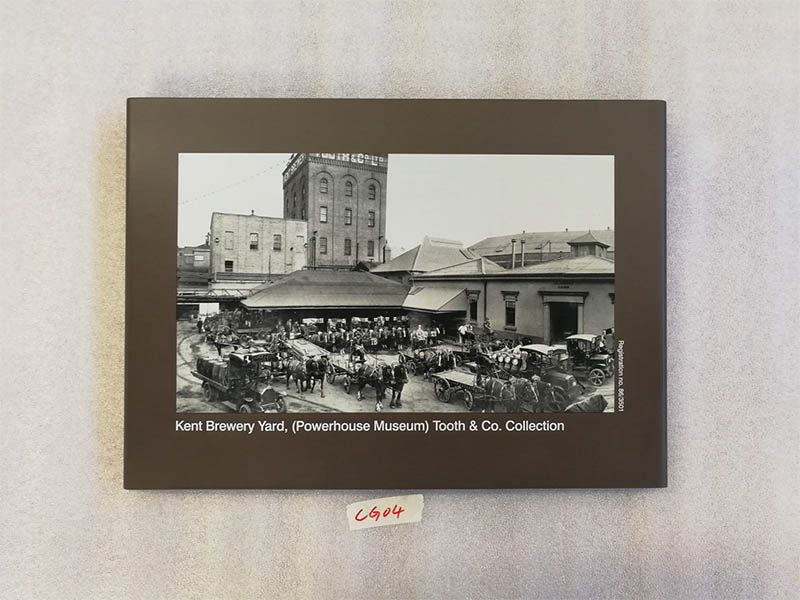 TOOTH & CO. LTD
Registration no. 86/3501
Kent Brewery Yard, (Powerhouse Museum) Tooth & Co. Collection
CG04